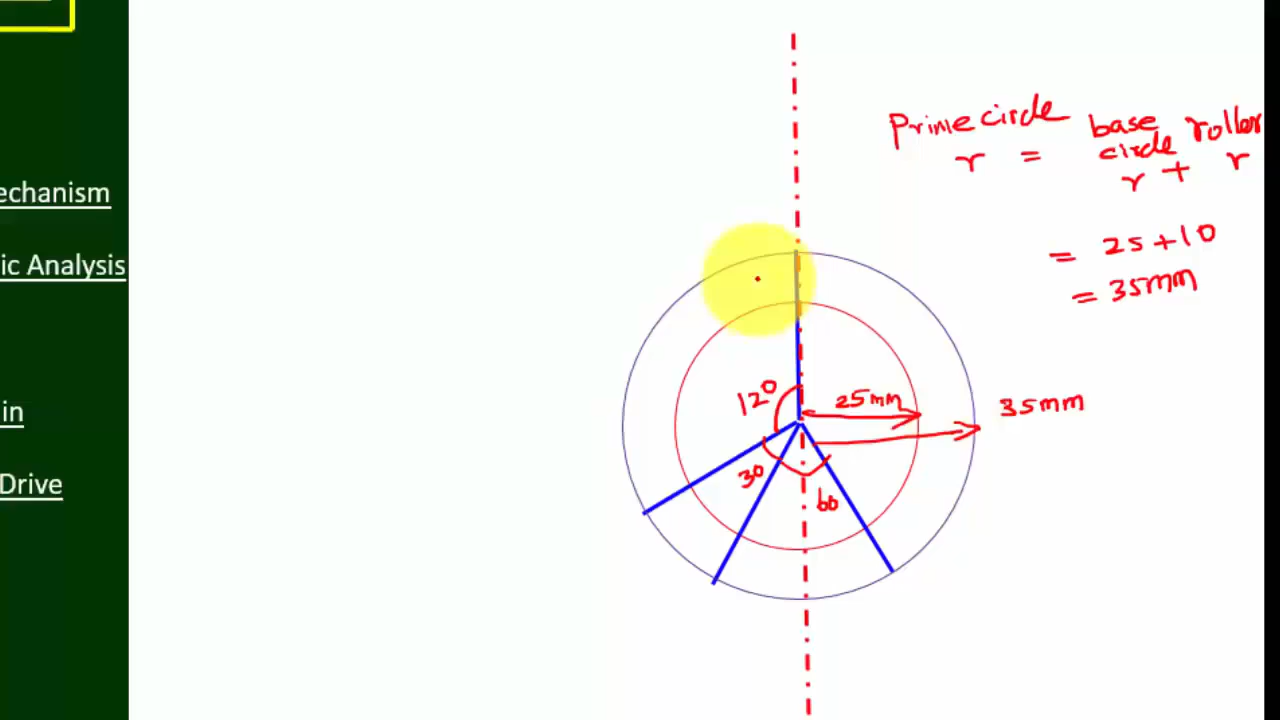 echanism
ic Analysis
in
Drive
Prime circle base roller
r = circle r
r +
= 25+10
= 35mm
12⁰
25mm
35mm
30
60